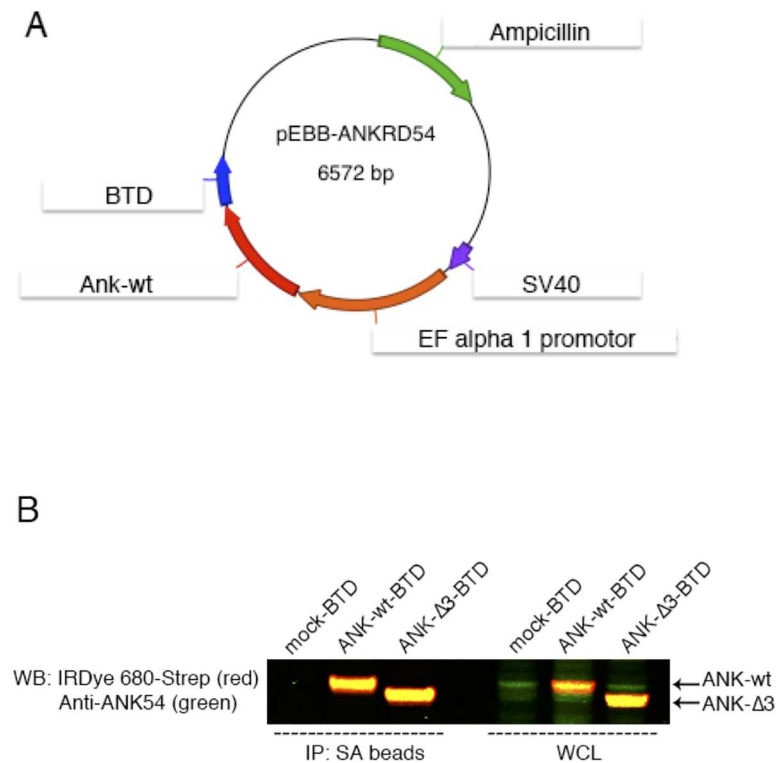 A
Ampicillin
pEBB-ANKRD54
6572 bp
BTD
Ank-wt
SV40
EF alpha 1 promotor
B
mock-BTD
ANK-wt-BTD
ANK-Δ3-BTD
mock-BTD
ANK-wt-BTD
ANK-Δ3-BTD
WB: IRDye 680-Strep (red)
Anti-ANK54 (green)
ANK-wt
ANK-Δ3
IP: SA beads
WCL